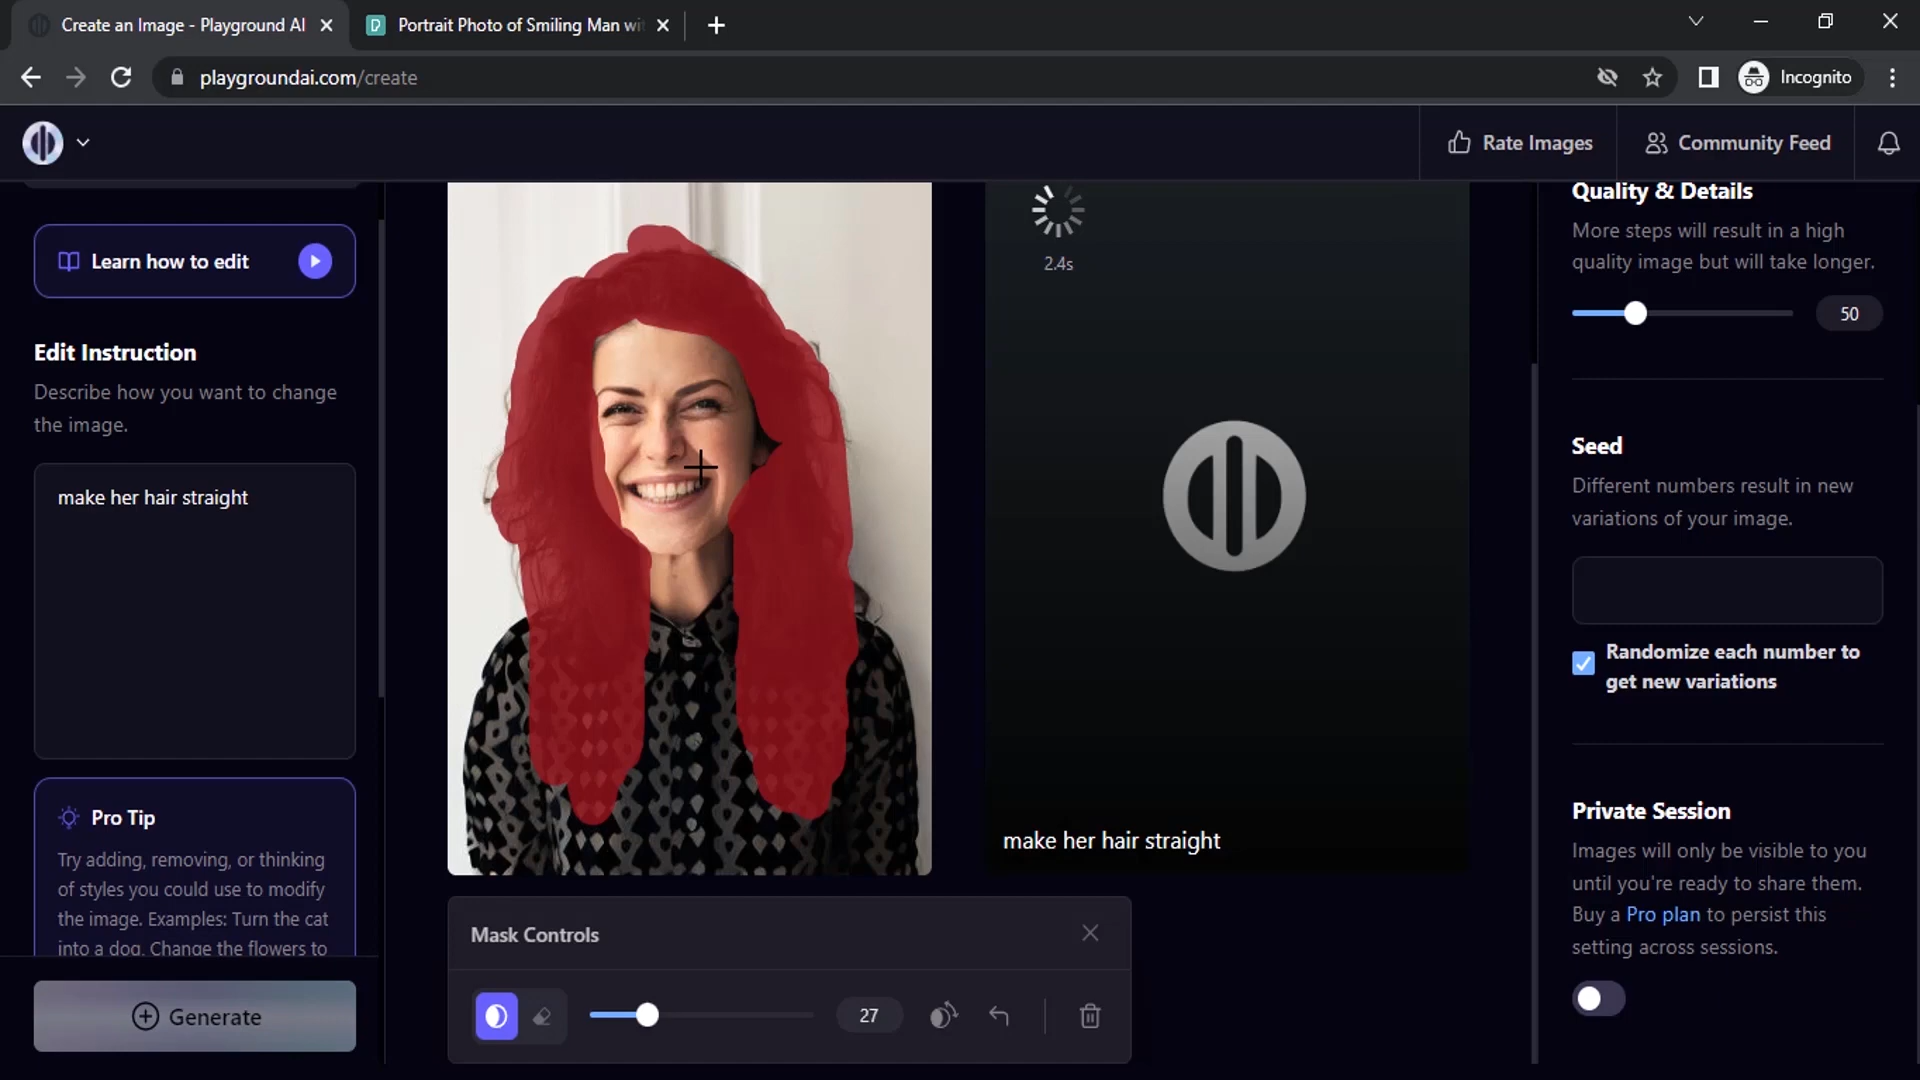 Create an Image - Playground AI
Portrait Photo of Smiling Man wi
playgroundai.com/create
Incognito
Rate Images
Community Feed
Learn how to edit
Edit Instruction
Describe how you want to change
the image.
make her hair straight
Pro Tip
Try adding, removing, or thinking
of styles you could use to modify
the image. Examples: Turn the cat
into a dog. Change the flowers to
Generate
2.4s
make her hair straight
Mask Controls
27
Quality & Details
More steps will result in a high
quality image but will take longer.
50
Seed
Different numbers result in new
variations of your image.
Randomize each number to
get new variations
Private Session
Images will only be visible to you
until you're ready to share them.
Buy a Pro plan to persist this
setting across sessions.